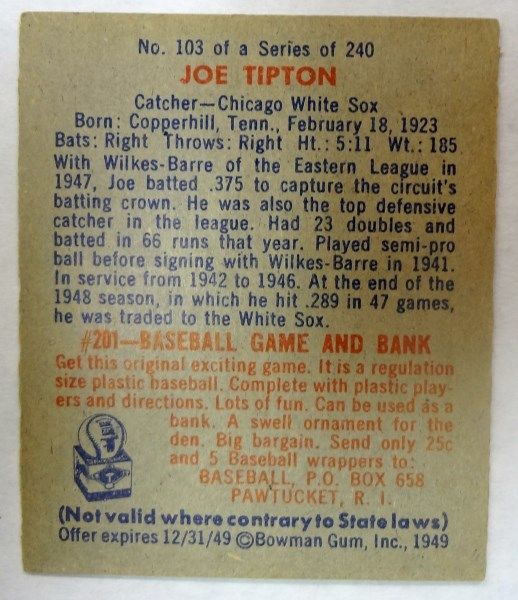 No. 103 of a Series of 240
JOE TIPTON
Catcher—Chicago White Sox
Born: Copperhill, Tenn., February 18, 1923
Bats: Right Throws: Right Ht.: 5:11 Wt.: 185
With Wilkes-Barre of the Eastern League in
1947, Joe batted .375 to capture the circuit's
batting crown. He was also the top defensive
catcher in the league. Had 23 doubles and
batted in 66 runs that year. Played semi-pro
ball before signing with Wilkes-Barre in 1941.
In service from 1942 to 1946. At the end of the
1948 season, in which he hit .289 in 47 games,
he was traded to the White Sox.
#201—BASEBALL GAME AND BANK
Get this original exciting game. It is a regulation
size plastic baseball. Complete with plastic play-
ers and directions. Lots of fun. Can be used as a
bank. A swell ornament for the
den. Big bargain. Send only 25c
and 5 Baseball wrappers to:
BASEBALL, P.O. BOX 658
PAWTUCKET, R. I.
(Not valid where contrary to State laws)
Offer expires 12/31/49 ©Bowman Gum, Inc., 1949